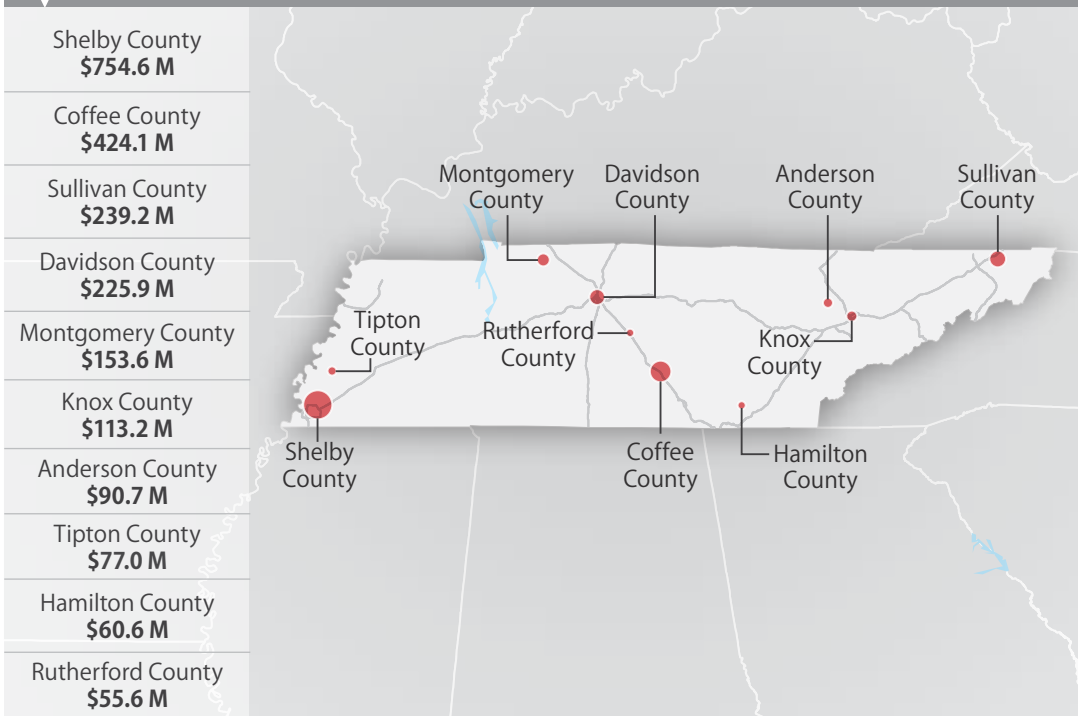 Shelby County
$754.6 M
Coffee County
$424.1 M
Sullivan County
$239.2 M
Davidson County
$225.9 M
Montgomery County
$153.6 M
Knox County
$113.2 M
Anderson County
$90.7 M
Tipton County
$77.0 M
Hamilton County
$60.6 M
Rutherford County
$55.6 M
Montgomery
County
Davidson
County
Anderson
County
Sullivan
County
Tipton
County
Rutherford
County
Knox
County
Shelby
County
Coffee
County
Hamilton
County